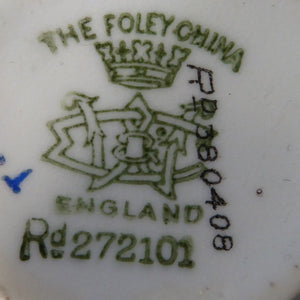 THE FOLEY CHINA
ENGLAND
Rd 272101
RD 380408